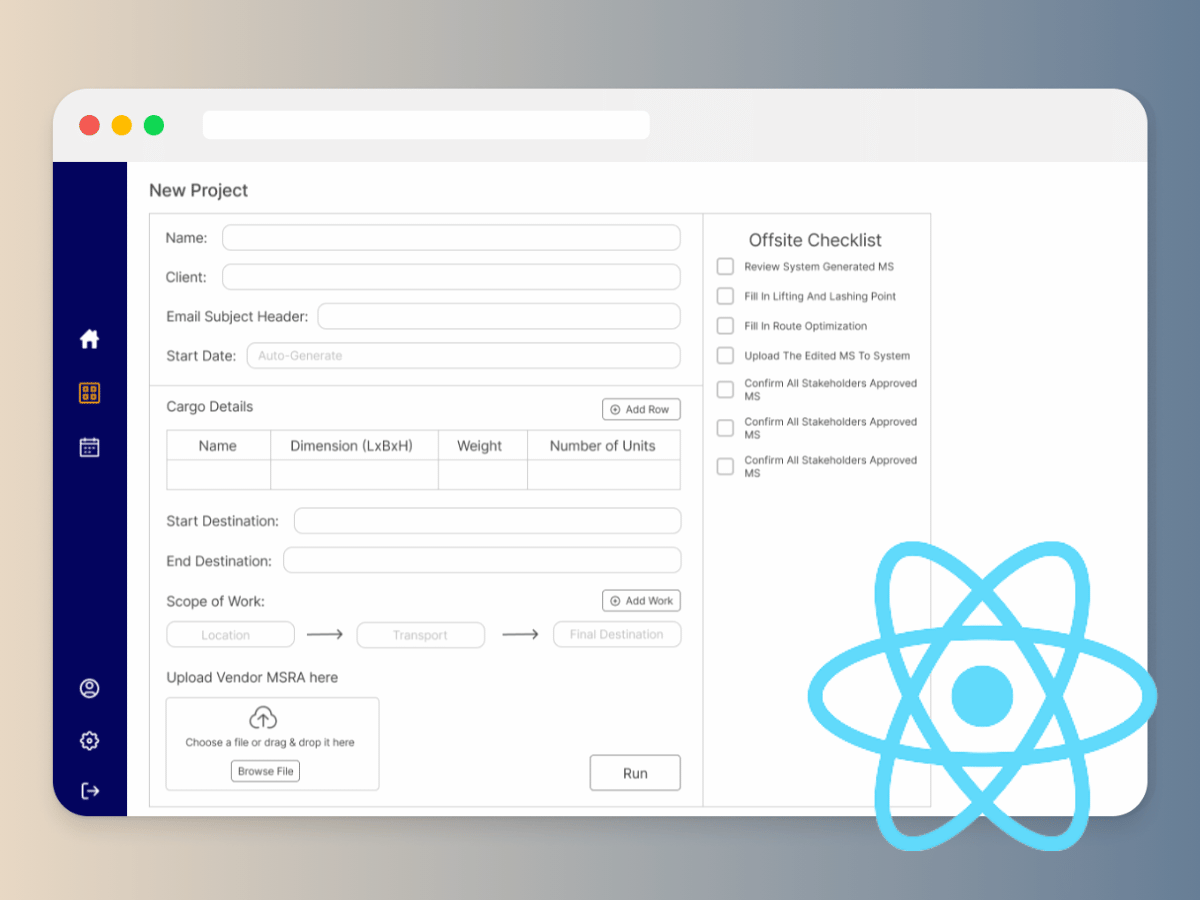 New Project
Name:
Client:
Email Subject Header:
Start Date:
Auto-Generate
Cargo Details
Add Row
Name
Dimension (LxBxH)
Weight
Number of Units
Start Destination:
End Destination:
Scope of Work:
Add Work
Location
Transport
Final Destination
Upload Vendor MSRA here
Choose a file or drag & drop it here
Browse File
Run
Offsite Checklist
Review System Generated MS
Fill In Lifting And Lashing Point
Fill In Route Optimization
Upload The Edited MS To System
Confirm All Stakeholders Approved
MS
Confirm All Stakeholders Approved
MS
Confirm All Stakeholders Approved
MS